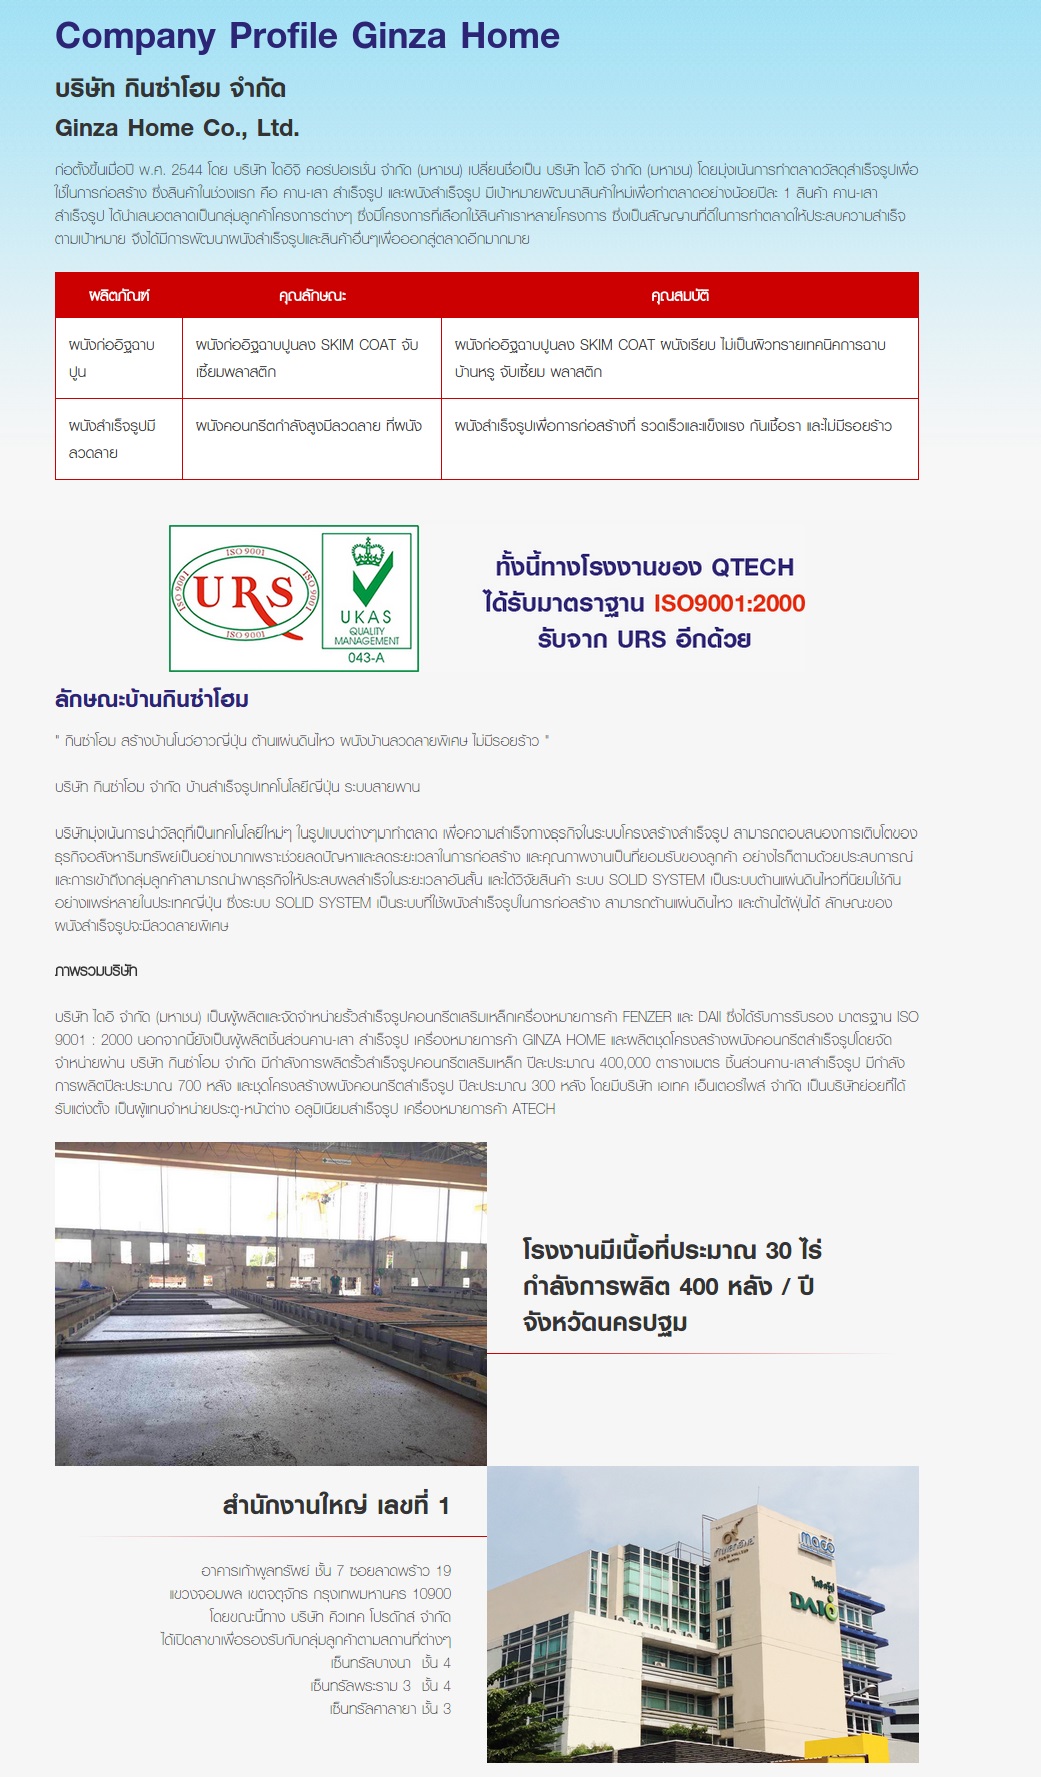 Company Profile Ginza Home
บริษัท กินซ่าโฮม จำกัด
Ginza Home Co., Ltd.
ก่อตั้งขึ้นเมื่อปี พ.ศ. 2544 โดย บริษัท ไดอิจิ คอร์ปอเรชั่น จำกัด (มหาชน) เปลี่ยนชื่อเป็น บริษัท ไดอิ จำกัด (มหาชน) โดยมุ่งเน้นการทำตลาดวัสดุสำเร็จรูปเพื่อ
ใช้ในการก่อสร้าง ซึ่งสินค้าในช่วงแรก คือ คาน-เสา สำเร็จรูป และผนังสำเร็จรูป มีเป้าหมายพัฒนาสินค้าใหม่เพื่อทำตลาดอย่างน้อยปีละ 1 สินค้า คาน-เสา
สำเร็จรูป ได้นำเสนอตลาดเป็นกลุ่มลูกค้าโครงการต่างๆ ซึ่งมีโครงการที่เลือกใช้สินค้าเราหลายโครงการ ซึ่งเป็นสัญญานที่ดีในการทำตลาดให้ประสบความสำเร็จ
ตามเป้าหมาย จึงได้มีการพัฒนาผนังสำเร็จรูปและสินค้าอื่นๆเพื่อออกสู่ตลาดอีกมากมาย
ผลิตภัณฑ์ คุณลักษณะ คุณสมบัติ
ผนังก่ออิฐฉาบ ผนังก่ออิฐฉาบปูนลง SKIM COAT จับ ผนังก่ออิฐฉาบปูนลง SKIM COAT ผนังเรียบ ไม่เป็นผิวทรายเทคนิคการฉาบ
ปูน เซี้ยมพลาสติก บ้านหรู จับเซี้ยม พลาสติก
ผนังสำเร็จรูปมี ผนังคอนกรีตกำลังสูงมีลวดลาย ที่ผนัง ผนังสำเร็จรูปเพื่อการก่อสร้างที่ รวดเร็วและแข็งแรง กันเชื้อรา และไม่มีรอยร้าว
ลวดลาย
ISO 9001
ISO 9001
ISO 9001
ISO 9001
URS
UKAS
QUALITY
MANAGEMENT
043-A
ทั้งนี้ทางโรงงานของ QTECH
ได้รับมาตราฐาน ISO9001:2000
รับจาก URS อีกด้วย
ลักษณะบ้านกินซ่าโฮม
" กินซ่าโฮม สร้างบ้านโนว์ฮาวญี่ปุ่น ต้านแผ่นดินไหว ผนังบ้านลวดลายพิเศษ ไม่มีรอยร้าว "
บริษัท กินซ่าโฮม จำกัด บ้านสำเร็จรูปเทคโนโลยีญี่ปุ่น ระบบสายพาน
บริษัทมุ่งเน้นการนำวัสดุที่เป็นเทคโนโลยีใหม่ๆ ในรูปแบบต่างๆมาทำตลาด เพื่อความสำเร็จทางธุรกิจในระบบโครงสร้างสำเร็จรูป สามารถตอบสนองการเติบโตของ
ธุรกิจอสังหาริมทรัพย์เป็นอย่างมากเพราะช่วยลดปัญหาและลดระยะเวลาในการก่อสร้าง และคุณภาพงานเป็นที่ยอมรับของลูกค้า อย่างไรก็ตามด้วยประสบการณ์
และการเข้าถึงกลุ่มลูกค้าสามารถนำพาธุรกิจให้ประสบผลสำเร็จในระยะเวลาอันสั้น และได้วิจัยสินค้า ระบบ SOLID SYSTEM เป็นระบบต้านแผ่นดินไหวที่นิยมใช้กัน
อย่างแพร่หลายในประเทศญี่ปุ่น ซึ่งระบบ SOLID SYSTEM เป็นระบบที่ใช้ผนังสำเร็จรูปในการก่อสร้าง สามารถต้านแผ่นดินไหว และต้านไต้ฝุ่นได้ ลักษณะของ
ผนังสำเร็จรูปจะมีลวดลายพิเศษ
ภาพรวมบริษัท
บริษัท ไดอิ จำกัด (มหาชน) เป็นผู้ผลิตและจัดจำหน่ายรั้วสำเร็จรูปคอนกรีตเสริมเหล็กเครื่องหมายการค้า FENZER และ DAII ซึ่งได้รับการรับรอง มาตรฐาน ISO
9001 : 2000 นอกจากนี้ยังเป็นผู้ผลิตชิ้นส่วนคาน-เสา สำเร็จรูป เครื่องหมายการค้า GINZA HOME และผลิตชุดโครงสร้างผนังคอนกรีตสำเร็จรูปโดยจัด
จำหน่ายผ่าน บริษัท กินซ่าโฮม จำกัด มีกำลังการผลิตรั้วสำเร็จรูปคอนกรีตเสริมเหล็ก ปีละประมาณ 400,000 ตารางเมตร ชิ้นส่วนคาน-เสาสำเร็จรูป มีกำลัง
การผลิตปีละประมาณ 700 หลัง และชุดโครงสร้างผนังคอนกรีตสำเร็จรูป ปีละประมาณ 300 หลัง โดยมีบริษัท เอเทค เอ็นเตอร์ไพส์ จำกัด เป็นบริษัทย่อยที่ได้
รับแต่งตั้ง เป็นผู้แทนจำหน่ายประตู-หน้าต่าง อลูมิเนียมสำเร็จรูป เครื่องหมายการค้า ATECH
โรงงานมีเนื้อที่ประมาณ 30 ไร่
กำลังการผลิต 400 หลัง / ปี
จังหวัดนครปฐม
สำนักงานใหญ่ เลขที่ 1
อาคารเก้าพูลทรัพย์ ชั้น 7 ซอยลาดพร้าว 19
แขวงจอมพล เขตจตุจักร กรุงเทพมหานคร 10900
โดยขณะนี้ทาง บริษัท คิวเทค โปรดักส์ จำกัด
ได้เปิดสาขาเพื่อรองรับกับกลุ่มลูกค้าตามสถานที่ต่างๆ
เซ็นทรัลบางนา ชั้น 4
เซ็นทรัลพระราม 3 ชั้น 4
เซ็นทรัลศาลายา ชั้น 3
maco
DAII